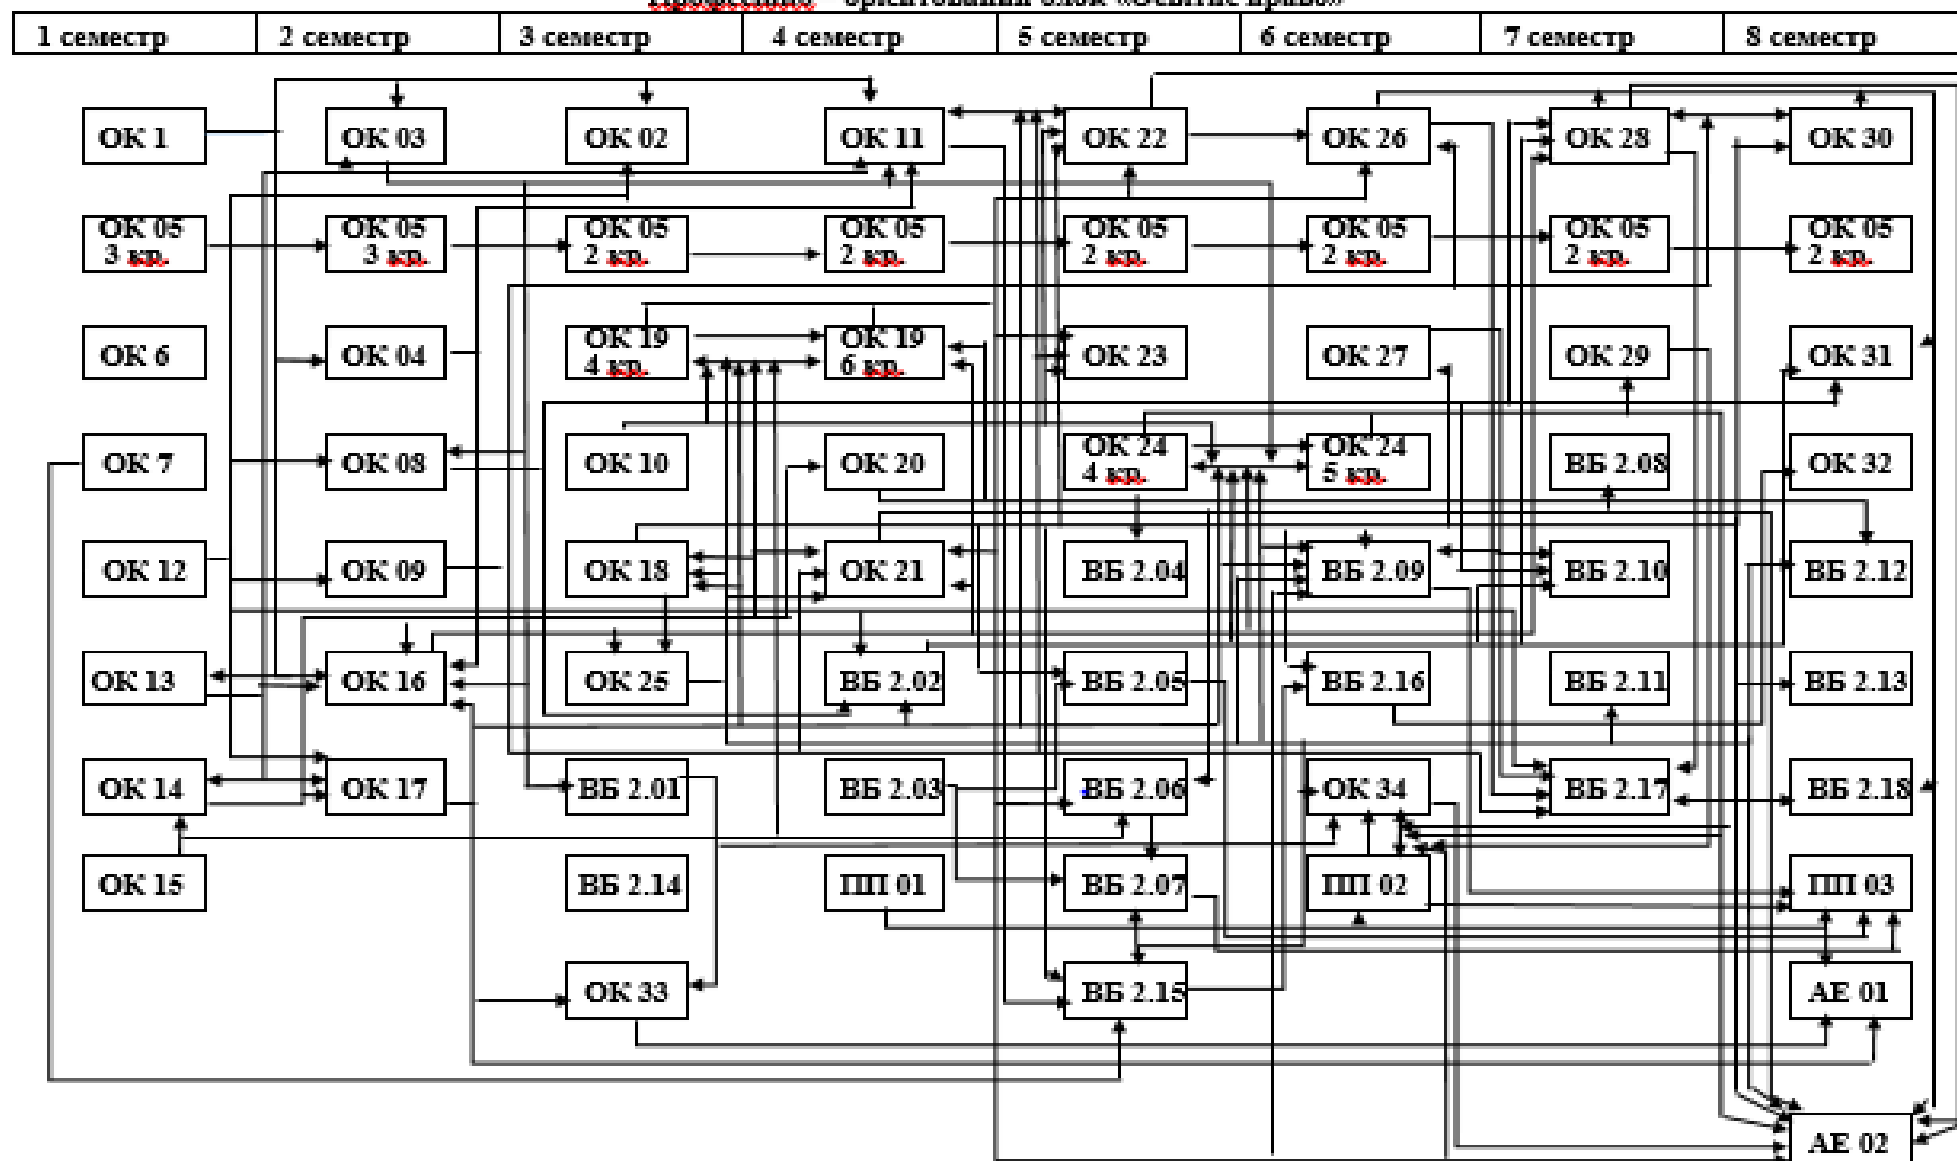 1 семестр 2 семестр 3 семестр 4 семестр 5 семестр 6 семестр 7 семестр 8 семестр
ОК 1 ОК 03 ОК 02 ОК 11 ОК 22 ОК 26 ОК 28 ОК 30
ОК 05 ОК 05 ОК 05 ОК 05 ОК 05 ОК 05 ОК 05 ОК 05
3 кр. 3 кр. 2 кр. 2 кр. 2 кр. 2 кр. 2 кр. 2 кр.
ОК 6 ОК 04 ОК 19 ОК 19 ОК 23 ОК 27 ОК 29 ОК 31
4 кр. 6 кр.
ОК 7 ОК 08 ОК 10 ОК 20 ОК 24 ОК 24 ВБ 2.08 ОК 32
4 кр. 5 кр.
ОК 12 ОК 09 ОК 18 ОК 21 ВБ 2.04 ВБ 2.09 ВБ 2.10 ВБ 2.12
ОК 13 ОК 16 ОК 25 ВБ 2.02 ВБ 2.05 ВБ 2.16 ВБ 2.11 ВБ 2.13
ОК 14 ОК 17 ВБ 2.01 ВБ 2.03 ВБ 2.06 ОК 34 ВБ 2.17 ВБ 2.18
ОК 15 ВБ 2.14 ПП 01 ВБ 2.07 ПП 02 ПП 03
ОК 33 ВБ 2.15 АЕ 01
АЕ 02